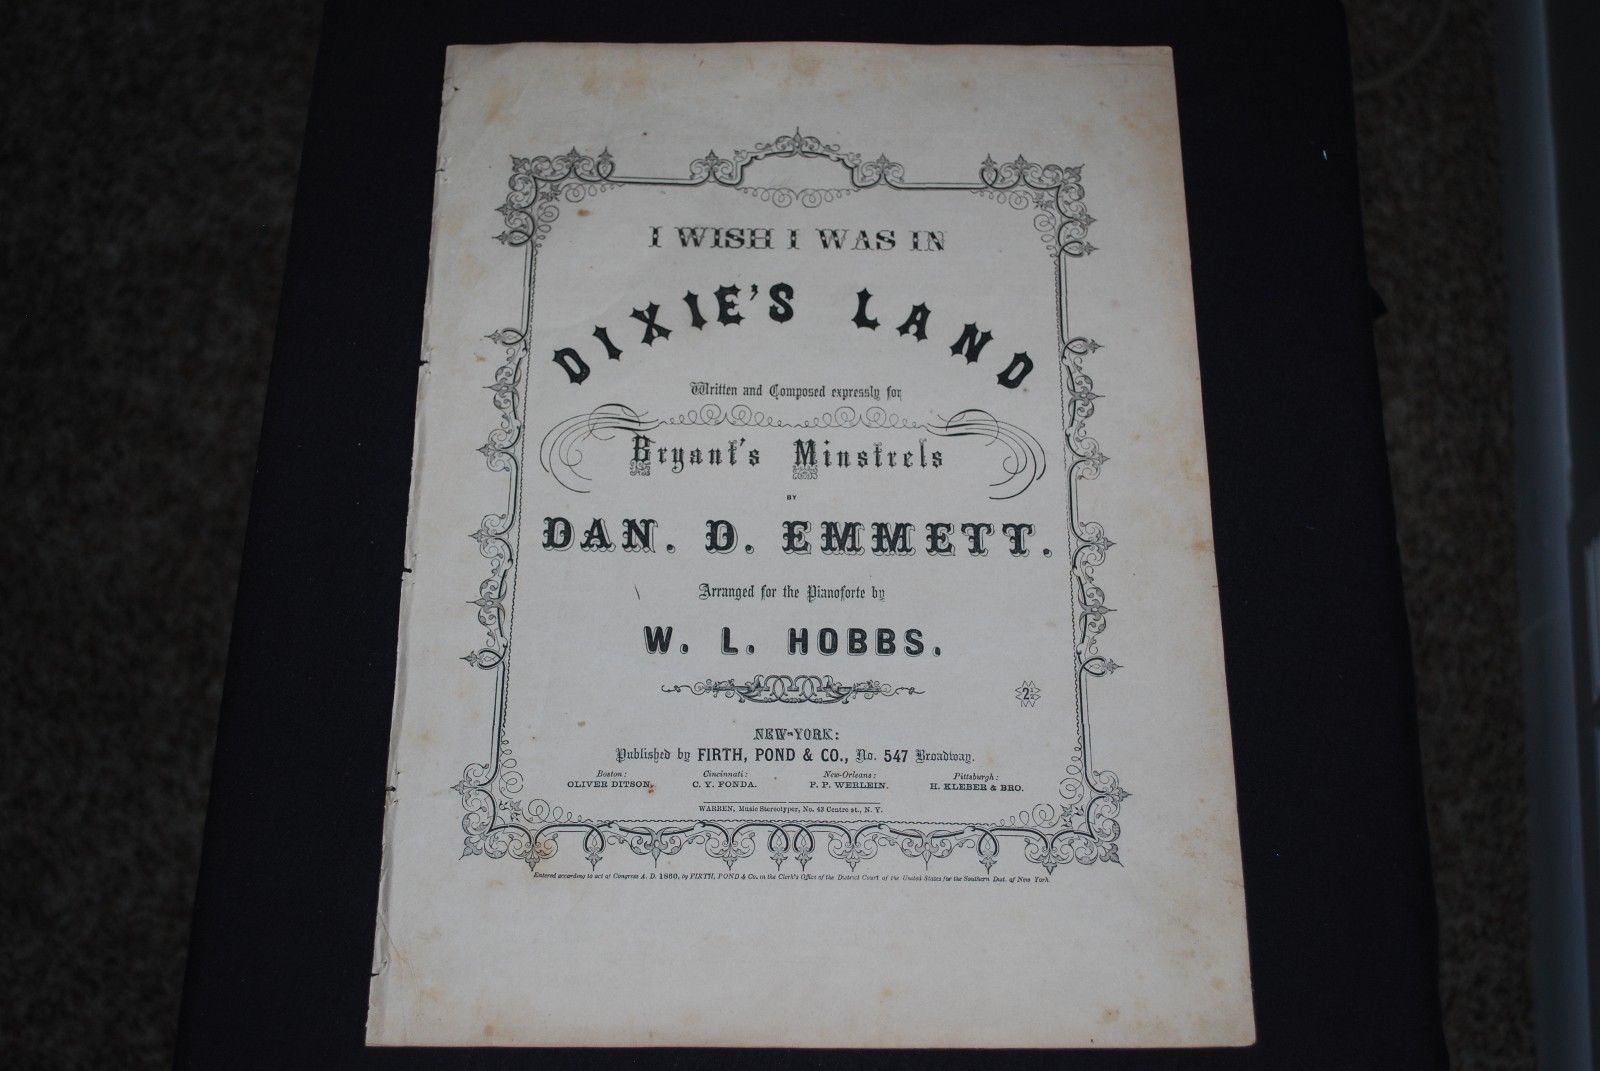 I WISH I WAS IN
DIXIE'S LAND
Written and Composed expressly for
Bryant's Minstrels
BY
DAN. D. EMMETT.
Arranged for the Pianoforte by
W. L. HOBBS.
2½
NEW-YORK:
Published by FIRTH, POND & CO., No. 547 Broadway.
Boston: Cincinnati: New-Orleans: Pittsburgh:
OLIVER DITSON. C. Y. FONDA. P. P. WERLEIN. H. KLEBER & BRO.
WARREN, Music Stereotyper, No. 43 Centre st., N. Y.
Entered according to act of Congress A. D. 1860, by FIRTH, POND & Co. in the Clerk's Office of the District Court of the United States for the Southern Dist. of New York.